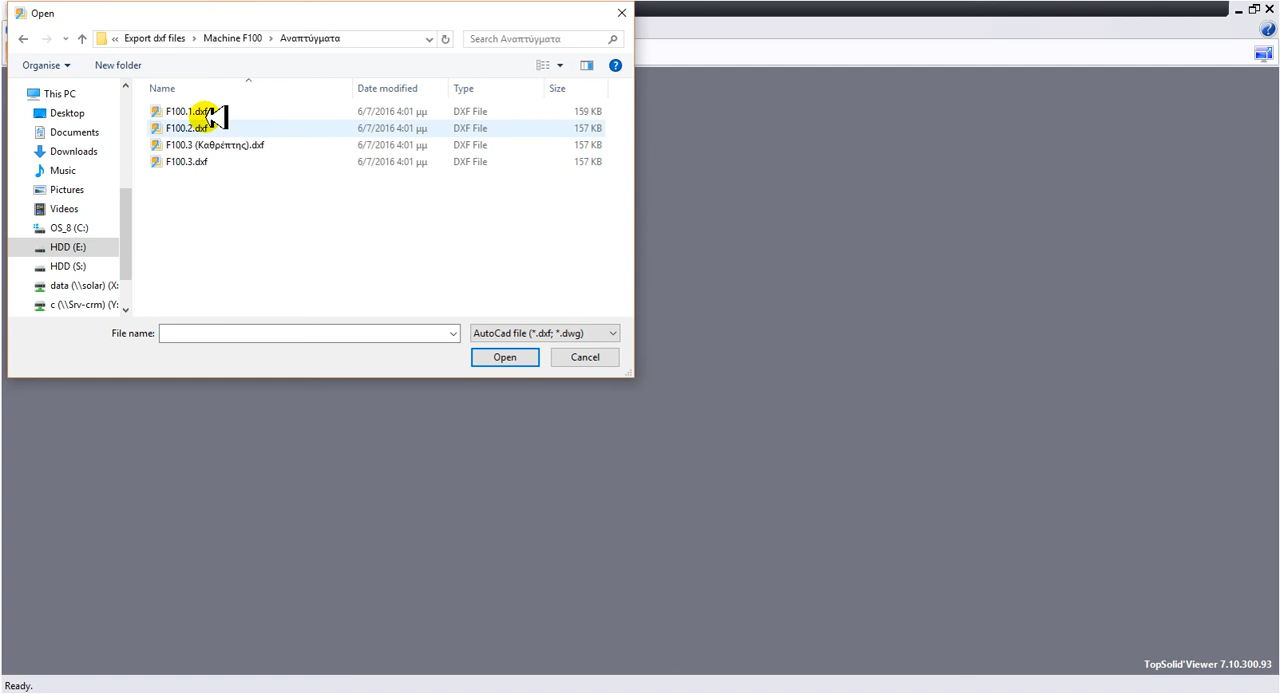 Open
« Export dxf files › Machine F100 › Αναπτύγματα
Search Αναπτύγματα
Organise
New folder
Name Date modified Type Size
F100.1.dxf 6/7/2016 4:01 μμ DXF File 159 KB
F100.2.dxf 6/7/2016 4:01 μμ DXF File 157 KB
F100.3 (Καθρέπτης).dxf 6/7/2016 4:01 μμ DXF File 157 KB
F100.3.dxf 6/7/2016 4:01 μμ DXF File 157 KB
This PC
Desktop
Documents
Downloads
Music
Pictures
Videos
OS_8 (C:)
HDD (E:)
HDD (S:)
data (\\solar) (X:
c (\\Srv-crm) (Y:
File name:
AutoCad file (*.dxf; *.dwg)
Open
Cancel
TopSolid'Viewer 7.10.300.93
Ready.